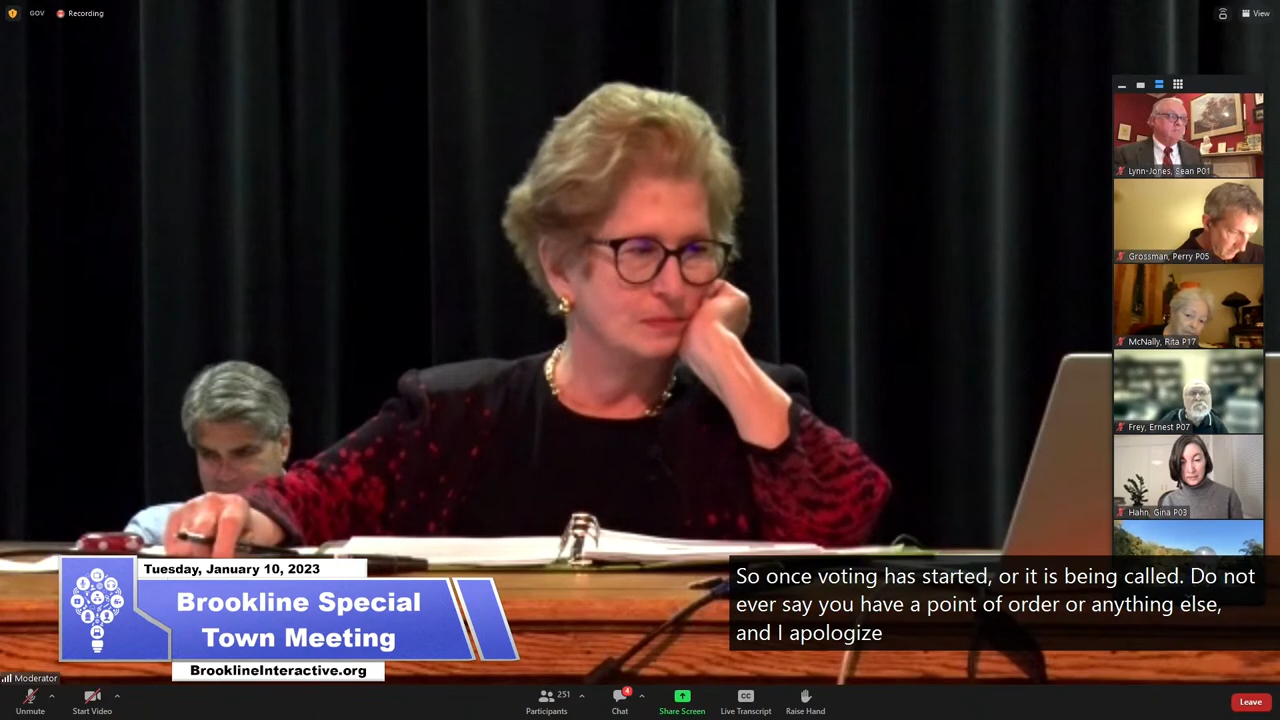 GOV
Recording
View
Lynn-Jones, Sean P01
Grossman, Perry P05
McNally, Rita P17
Frey, Ernest P07
Hahn, Gina P03
Tuesday, January 10, 2023
Brookline Special
Town Meeting
BrooklineInteractive.org
So once voting has started, or it is being called. Do not
ever say you have a point of order or anything else,
and I apologize
Moderator
Unmute
Start Video
251
Participants
4
Chat
Share Screen
CC
Live Transcript
Raise Hand
Leave